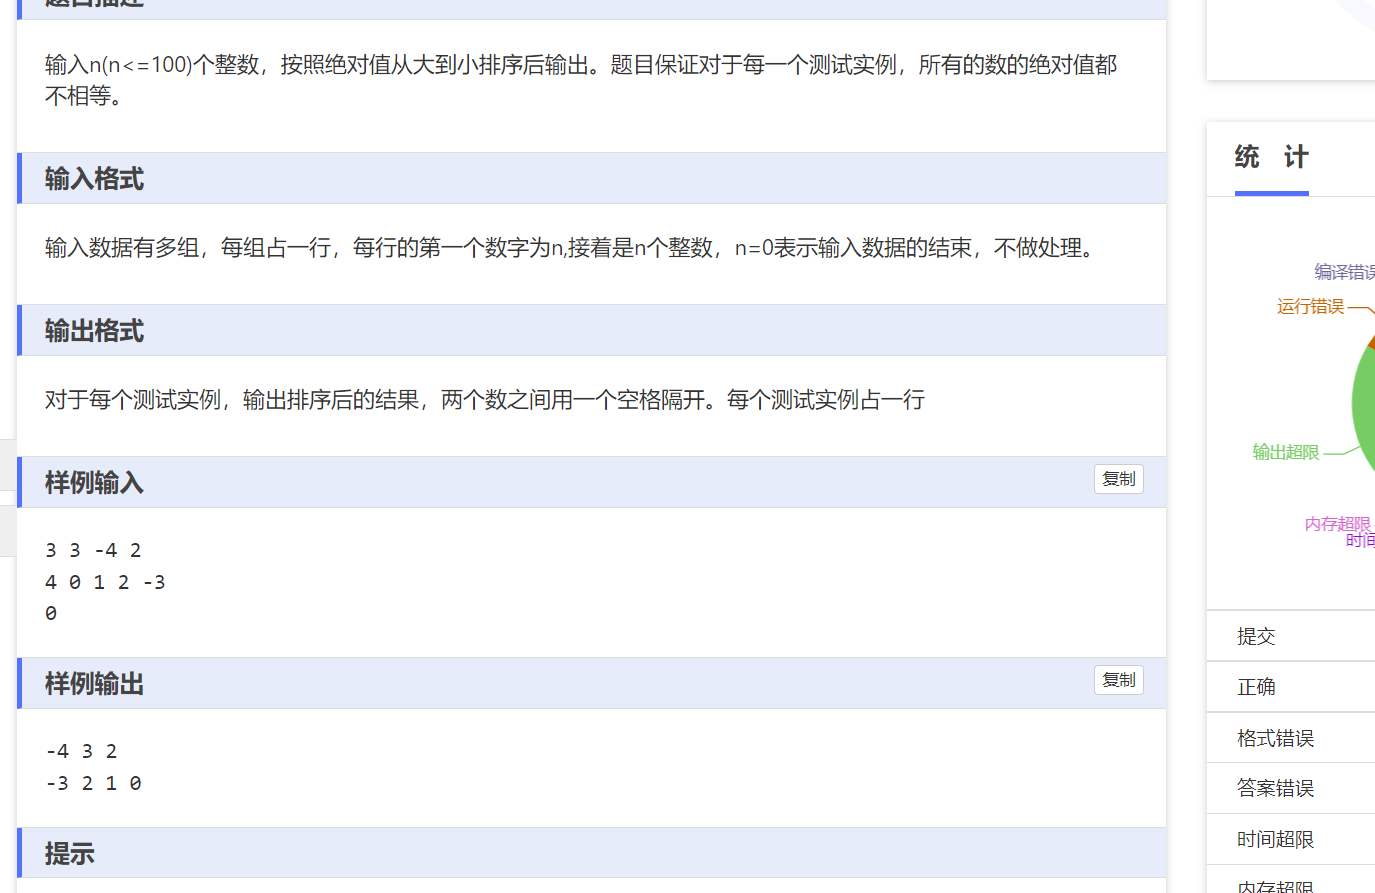 输入n(n<=100)个整数，按照绝对值从大到小排序后输出。题目保证对于每一个测试实例，所有的数的绝对值都
不相等。
输入格式
输入数据有多组，每组占一行，每行的第一个数字为n,接着是n个整数，n=0表示输入数据的结束，不做处理。
输出格式
对于每个测试实例，输出排序后的结果，两个数之间用一个空格隔开。每个测试实例占一行
样例输入
复制
3 3 -4 2
4 0 1 2 -3
0
样例输出
复制
-4 3 2
-3 2 1 0
提示
统 计
编译错误
运行错误
输出超限
内存超限
时间
提交
正确
格式错误
答案错误
时间超限
内存超限